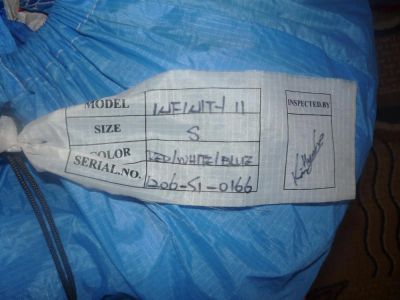 MODEL INFINITY II
SIZE S
COLOR RED/WHITE/BLUE
SERIAL.NO. 1206-S1-0166
INSPECTED.BY